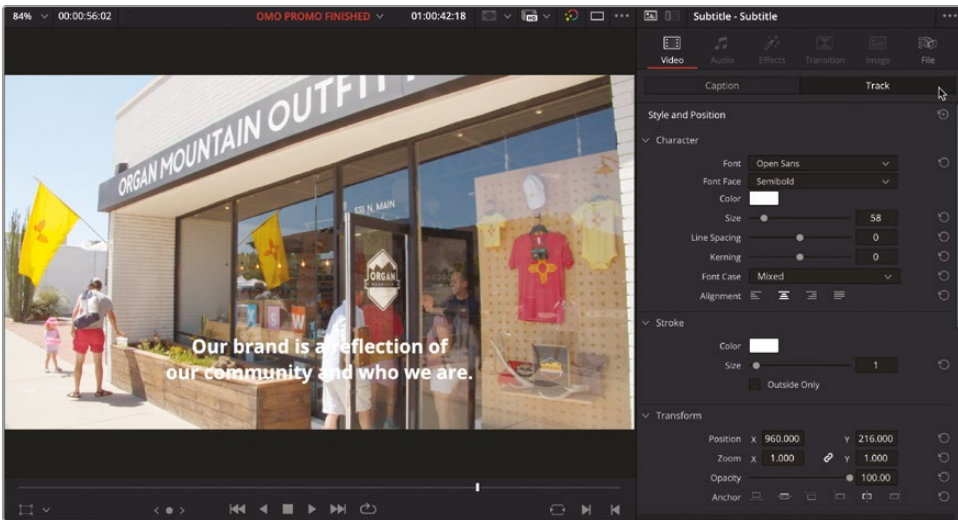 84%
00:00:56:02
OMO PROMO FINISHED
01:00:42:18
HD
Subtitle - Subtitle
Video
Audio
Effects
Transition
Image
File
Caption
Track
Style and Position
Character
Font Open Sans
Font Face Semibold
Color
Size 58
Line Spacing 0
Kerning 0
Font Case Mixed
Alignment
Stroke
Color
Size 1
Outside Only
Transform
Position X 960.000 Y 216.000
Zoom X 1.000 Y 1.000
Opacity 100.00
Anchor
ORGAN MOUNTAIN OUTFIT
N. MAIN
ORGAN
X S W
Our brand is a reflection of
our community and who we are.